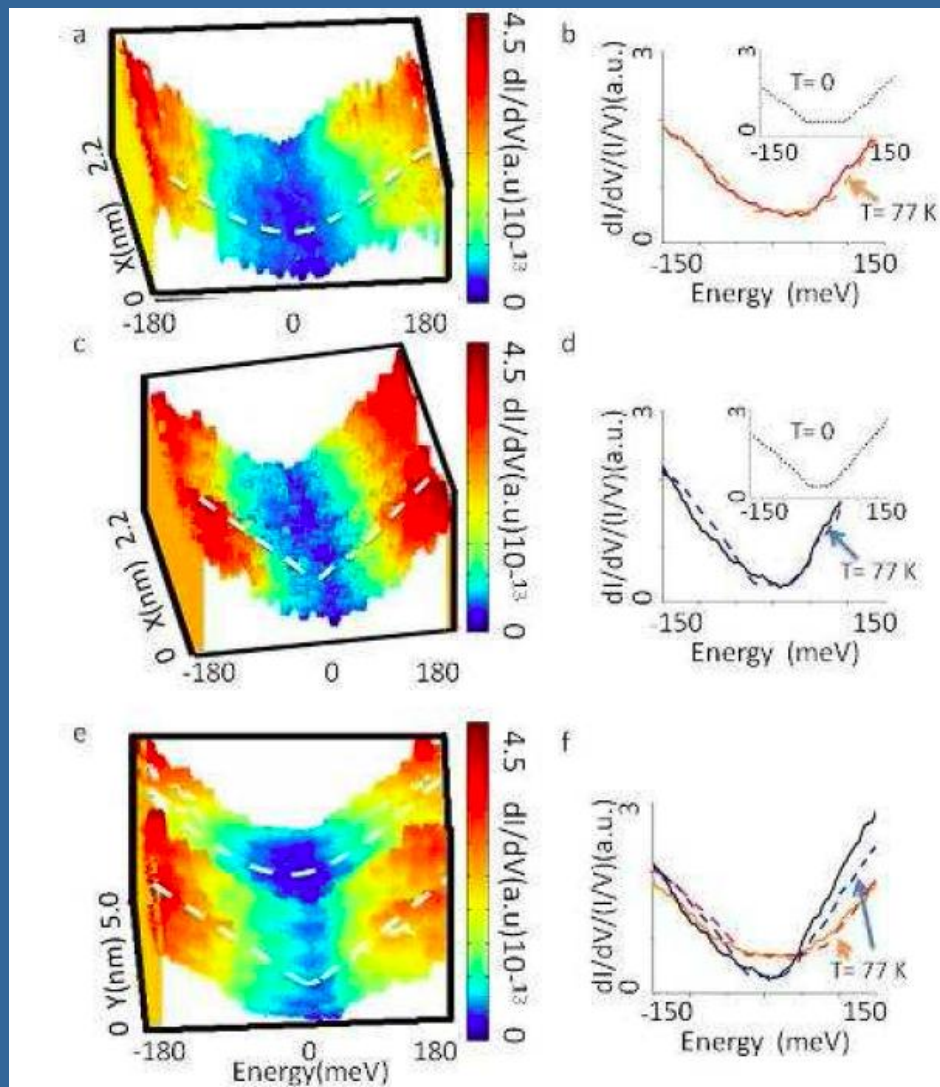 a
4.5 dI/dV(a.u)10⁻¹³ 0
X(nm) 2.2
0
-180 0 180
b
3
dI/dV/(I/V)(a.u.)
0
3
T= 0
0
-150 150
T= 77 K
-150 150
Energy (meV)
c
4.5 dI/dV(a.u)10⁻¹³ 0
X(nm) 2.2
0
-180 0 180
d
3
dI/dV/(I/V)(a.u.)
0
3
T= 0
0
-150 150
T= 77 K
-150 150
Energy (meV)
e
4.5 dI/dV(a.u)10⁻¹³ 0
0 Y(nm) 5.0
-180 0 180
Energy(meV)
f
3
dI/dV/(I/V)(a.u.)
0
T= 77 K
-150 150
Energy (meV)